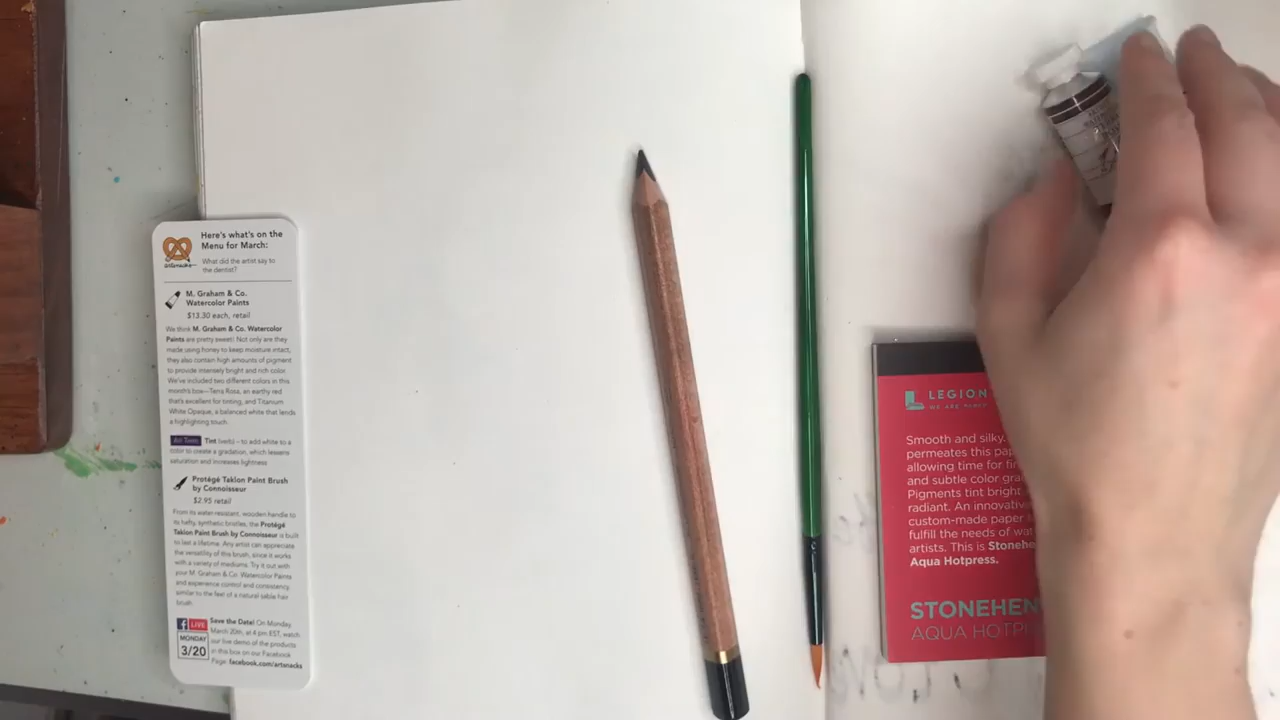 Here's what's on the
Menu for March:
What did the artist say to
the dentist?
artsnacks
M. Graham & Co.
Watercolor Paints
$13.30 each, retail
We think M. Graham & Co. Watercolor
Paints are pretty sweet! Not only are they
made using honey to keep moisture intact,
they also contain high amounts of pigment
to provide intensely bright and rich color.
We've included two different colors in this
month's box—Terra Rosa, an earthy red
that's excellent for tinting, and Titanium
White Opaque, a balanced white that lends
a highlighting touch.
Art Term Tint (verb) – to add white to a
color to create a gradation, which lessens
saturation and increases lightness
Protégé Taklon Paint Brush
by Connoisseur
$2.95 retail
From its water-resistant, wooden handle to
its hefty, synthetic bristles, the Protégé
Taklon Paint Brush by Connoisseur is built
to last a lifetime. Any artist can appreciate
the versatility of this brush, since it works
with a variety of mediums. Try it out with
your M. Graham & Co. Watercolor Paints
and experience control and consistency
similar to the feel of a natural sable hair
brush.
f LIVE
MONDAY
3/20
Save the Date! On Monday
March 20th, at 4 pm EST, watch
our live demo of the products
in this box on our Facebook
Page: facebook.com/artsnacks
LEGION
WE ARE PAPER
Smooth and silky.
permeates this pap
allowing time for fin
and subtle color gra
Pigments tint bright
radiant. An innovativ
custom-made paper
fulfill the needs of wat
artists. This is Stonehe
Aqua Hotpress.
STONEHEN
AQUA HOTP